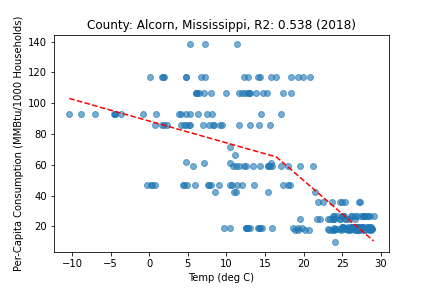 County: Alcorn, Mississippi, R2: 0.538 (2018)
Per-Capita Consumption (MMBtu/1000 Households)
140
120
100
80
60
40
20
−10 −5 0 5 10 15 20 25 30
Temp (deg C)